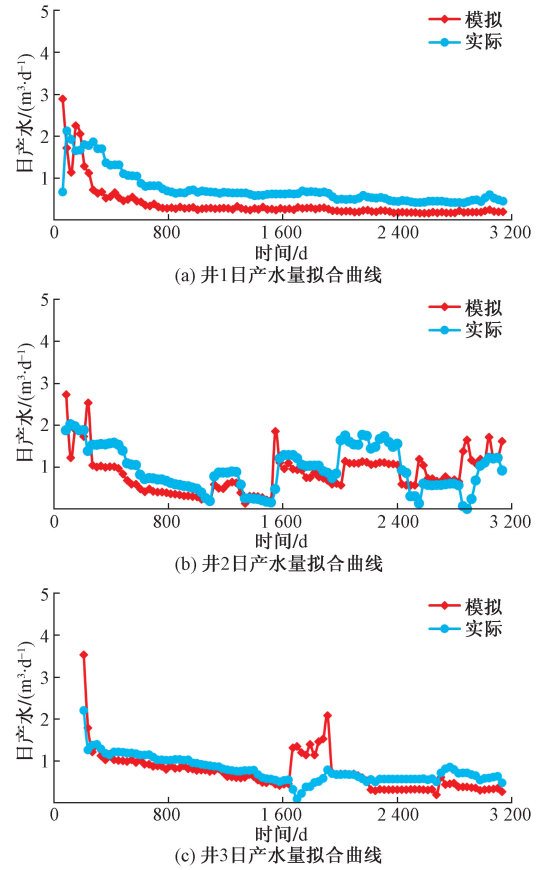 5
4
3
2
1
0
800
1 600
2 400
3 200
日产水/(m³·d⁻¹)
模拟
实际
时间/d
(a) 井1日产水量拟合曲线
5
4
3
2
1
0
800
1 600
2 400
3 200
日产水/(m³·d⁻¹)
模拟
实际
时间/d
(b) 井2日产水量拟合曲线
5
4
3
2
1
0
800
1 600
2 400
3 200
日产水/(m³·d⁻¹)
模拟
实际
时间/d
(c) 井3日产水量拟合曲线